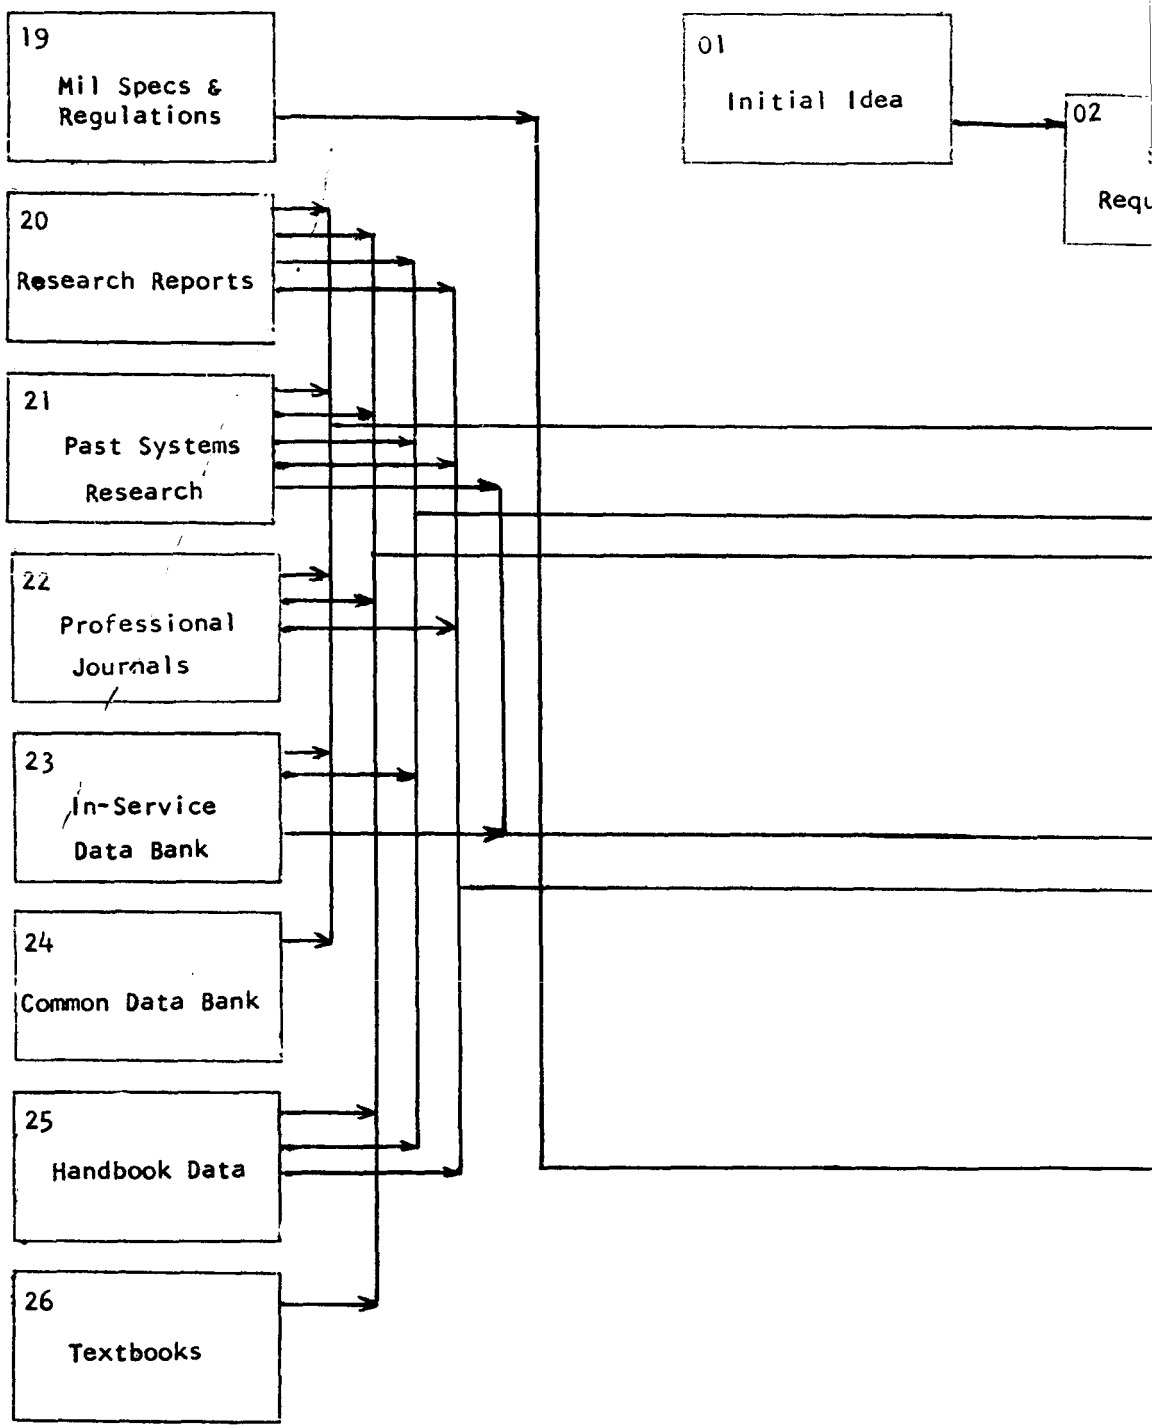 19
Mil Specs &
Regulations
20
Research Reports
21
Past Systems
Research
22
Professional
Journals
23
In-Service
Data Bank
24
Common Data Bank
25
Handbook Data
26
Textbooks
01
Initial Idea
02
Requ